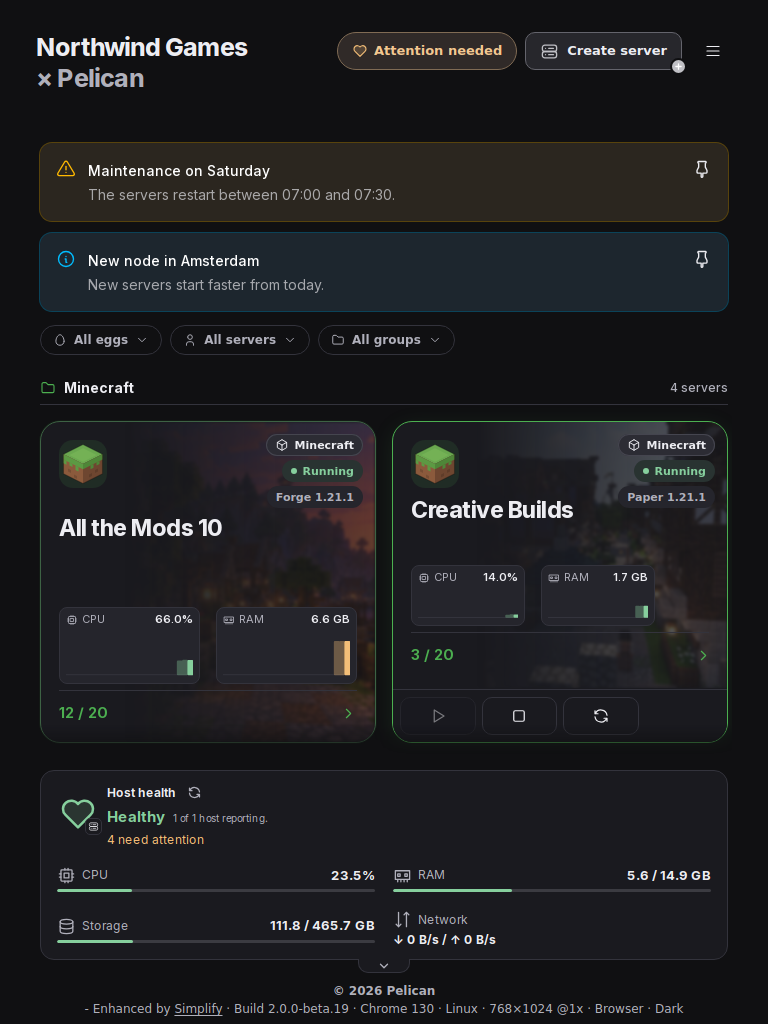 Northwind Games
× Pelican
Attention needed
Create server
Maintenance on Saturday
The servers restart between 07:00 and 07:30.
New node in Amsterdam
New servers start faster from today.
All eggs
All servers
All groups
Minecraft
4 servers
Minecraft
Running
Forge 1.21.1
All the Mods 10
CPU 66.0%
RAM 6.6 GB
12 / 20
Minecraft
Running
Paper 1.21.1
Creative Builds
CPU 14.0%
RAM 1.7 GB
3 / 20
Host health
Healthy 1 of 1 host reporting.
4 need attention
CPU 23.5%
RAM 5.6 / 14.9 GB
Storage 111.8 / 465.7 GB
Network
↓ 0 B/s / ↑ 0 B/s
© 2026 Pelican
- Enhanced by Simplify · Build 2.0.0-beta.19 · Chrome 130 · Linux · 768×1024 @1x · Browser · Dark